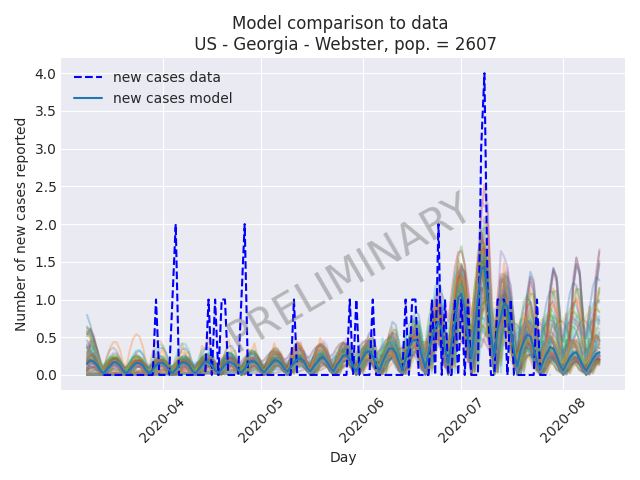 Model comparison to data
US - Georgia - Webster, pop. = 2607
new cases data
new cases model
Number of new cases reported
4.0
3.5
3.0
2.5
2.0
1.5
1.0
0.5
0.0
PRELIMINARY
2020-04
2020-05
2020-06
2020-07
2020-08
Day